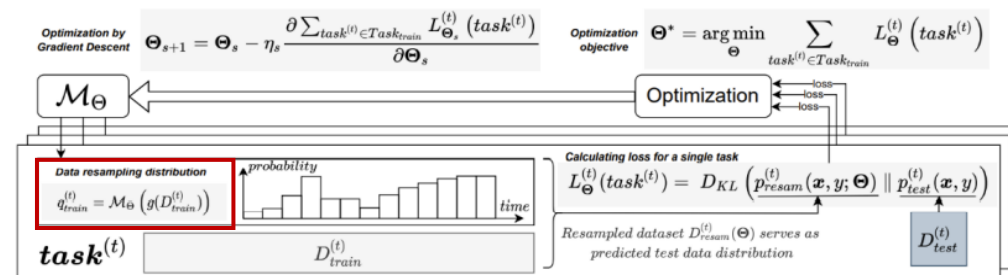 Optimization by
Gradient Descent
Θ_{s+1} = Θ_s − η_s ∂ ∑_{task^{(t)}∈Task_{train}} L^{(t)}_{Θ_s} (task^{(t)}) / ∂Θ_s
Optimization
objective
Θ* = arg min_Θ ∑_{task^{(t)}∈Task_{train}} L^{(t)}_Θ (task^{(t)})
M_Θ
Optimization
loss
loss
loss
Data resampling distribution
q^{(t)}_{train} = M_Θ (g(D^{(t)}_{train}))
probability
time
Calculating loss for a single task
L^{(t)}_Θ(task^{(t)}) = D_{KL} (p^{(t)}_{resam}(x, y; Θ) ∥ p^{(t)}_{test}(x, y))
task^{(t)}
D^{(t)}_{train}
Resampled dataset D^{(t)}_{resam}(Θ) serves as
predicted test data distribution
D^{(t)}_{test}